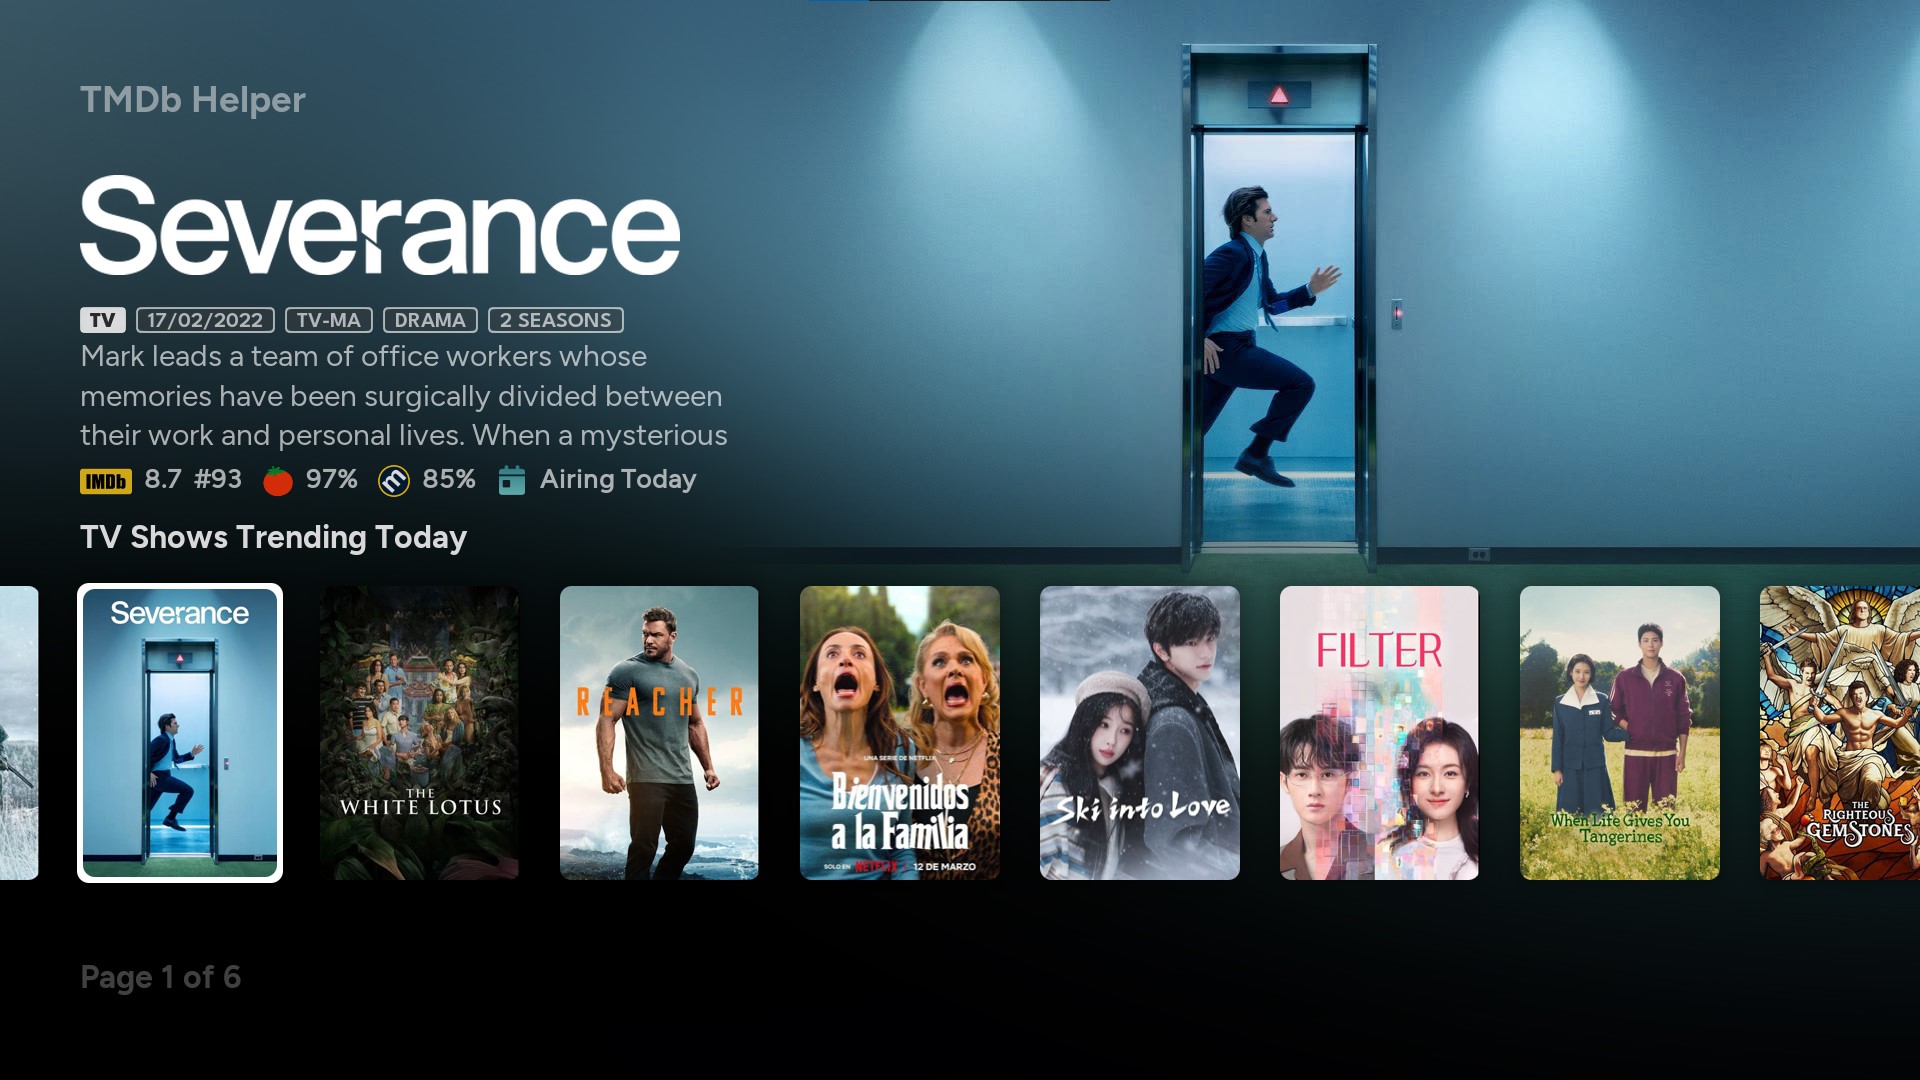 TMDb Helper
Severance
TV 17/02/2022 TV-MA DRAMA 2 SEASONS
Mark leads a team of office workers whose
memories have been surgically divided between
their work and personal lives. When a mysterious
IMDb 8.7 #93 97% m 85% Airing Today
TV Shows Trending Today
Severance
THE
WHITE LOTUS
REACHER
UNA SERIE DE NETFLIX
Bienvenidos
a la Familia
SOLO EN NETFLIX | 12 DE MARZO
Ski into Love
FILTER
When Life Gives You
Tangerines
THE
RIGHTEOUS
GEMSTONES
Page 1 of 6